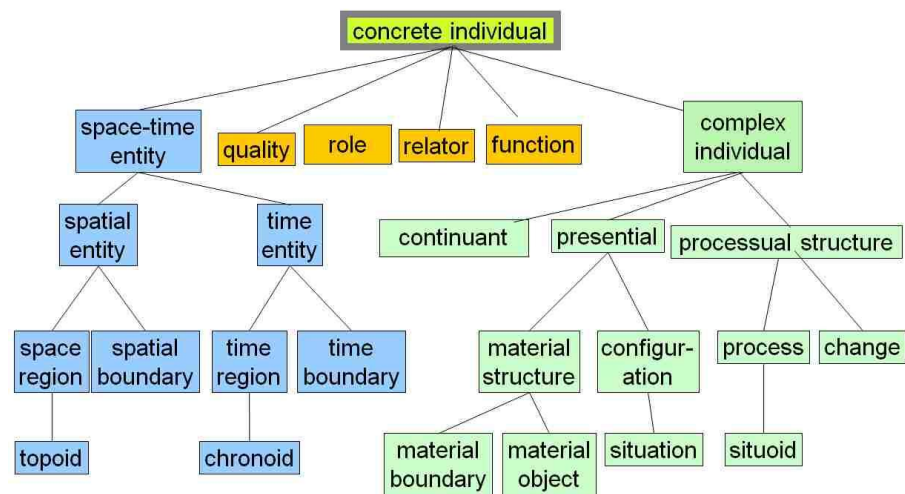 concrete individual
space-time
entity
quality
role
relator
function
complex
individual
spatial
entity
time
entity
continuant
presential
processual structure
space
region
spatial
boundary
time
region
time
boundary
material
structure
configur-
ation
process
change
topoid
chronoid
material
boundary
material
object
situation
situoid